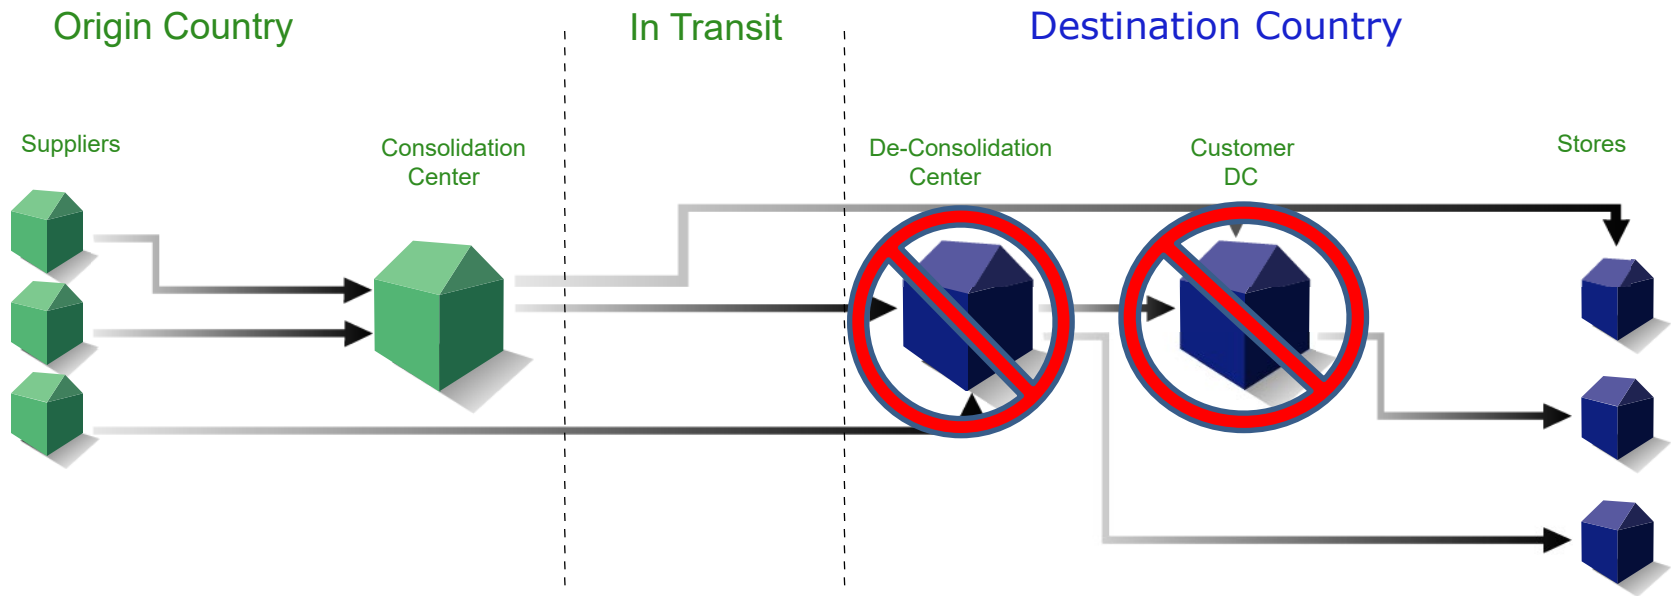 Origin Country
In Transit
Destination Country
Suppliers
Consolidation
Center
De-Consolidation
Center
Customer
DC
Stores